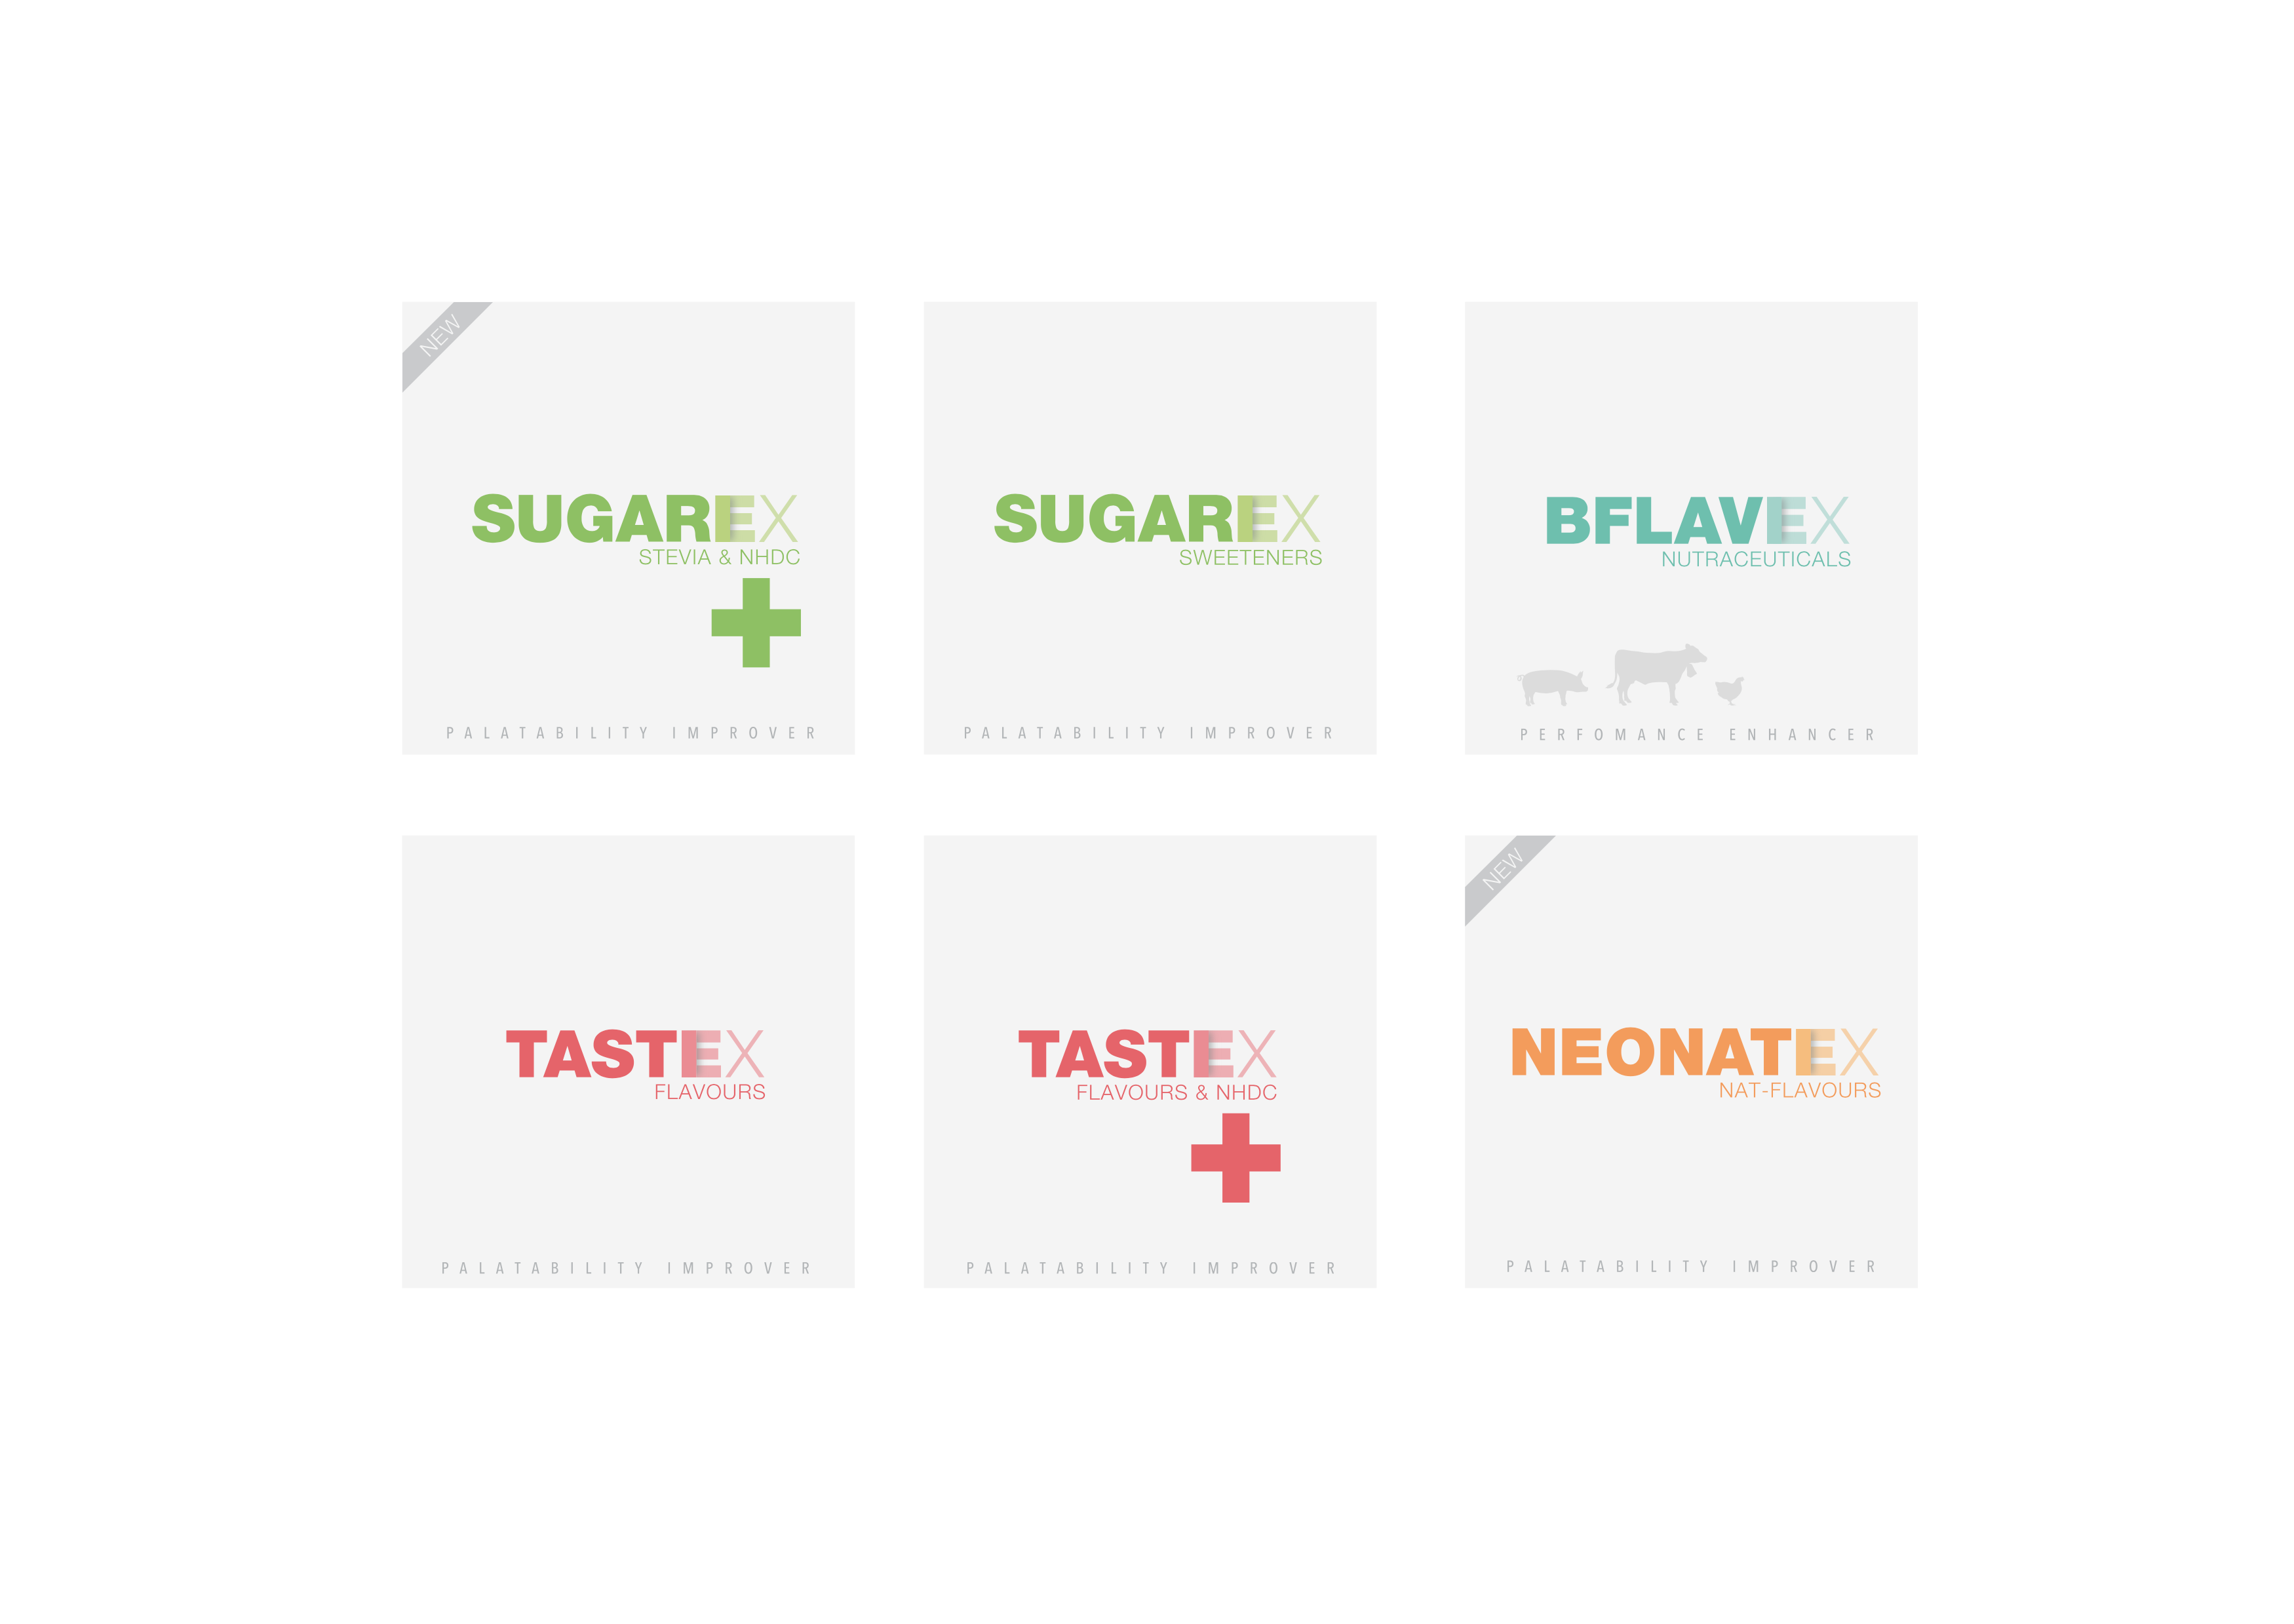 NEW
SUGAREX
STEVIA & NHDC
PALATABILITY IMPROVER
SUGAREX
SWEETENERS
PALATABILITY IMPROVER
BFLAVEX
NUTRACEUTICALS
PERFOMANCE ENHANCER
TASTEX
FLAVOURS
PALATABILITY IMPROVER
TASTEX
FLAVOURS & NHDC
PALATABILITY IMPROVER
NEW
NEONATEX
NAT-FLAVOURS
PALATABILITY IMPROVER